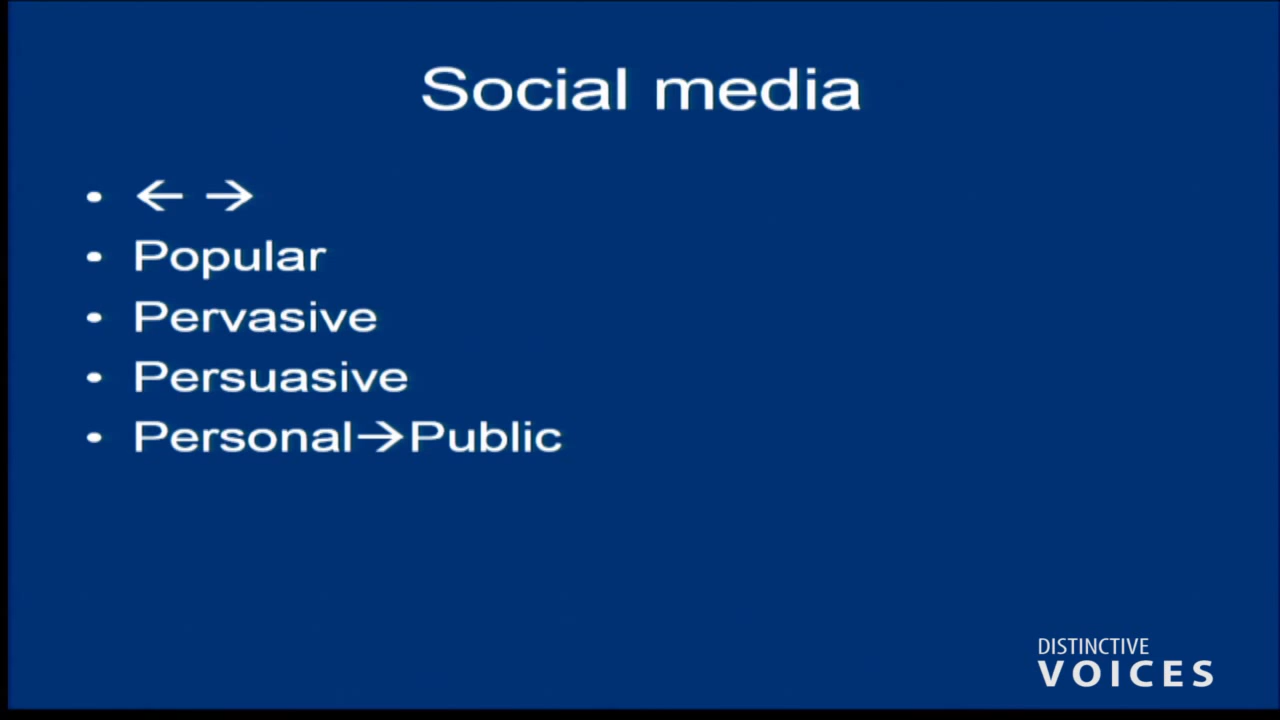 Social media
• ← →
• Popular
• Pervasive
• Persuasive
• Personal→Public
DISTINCTIVE
VOICES